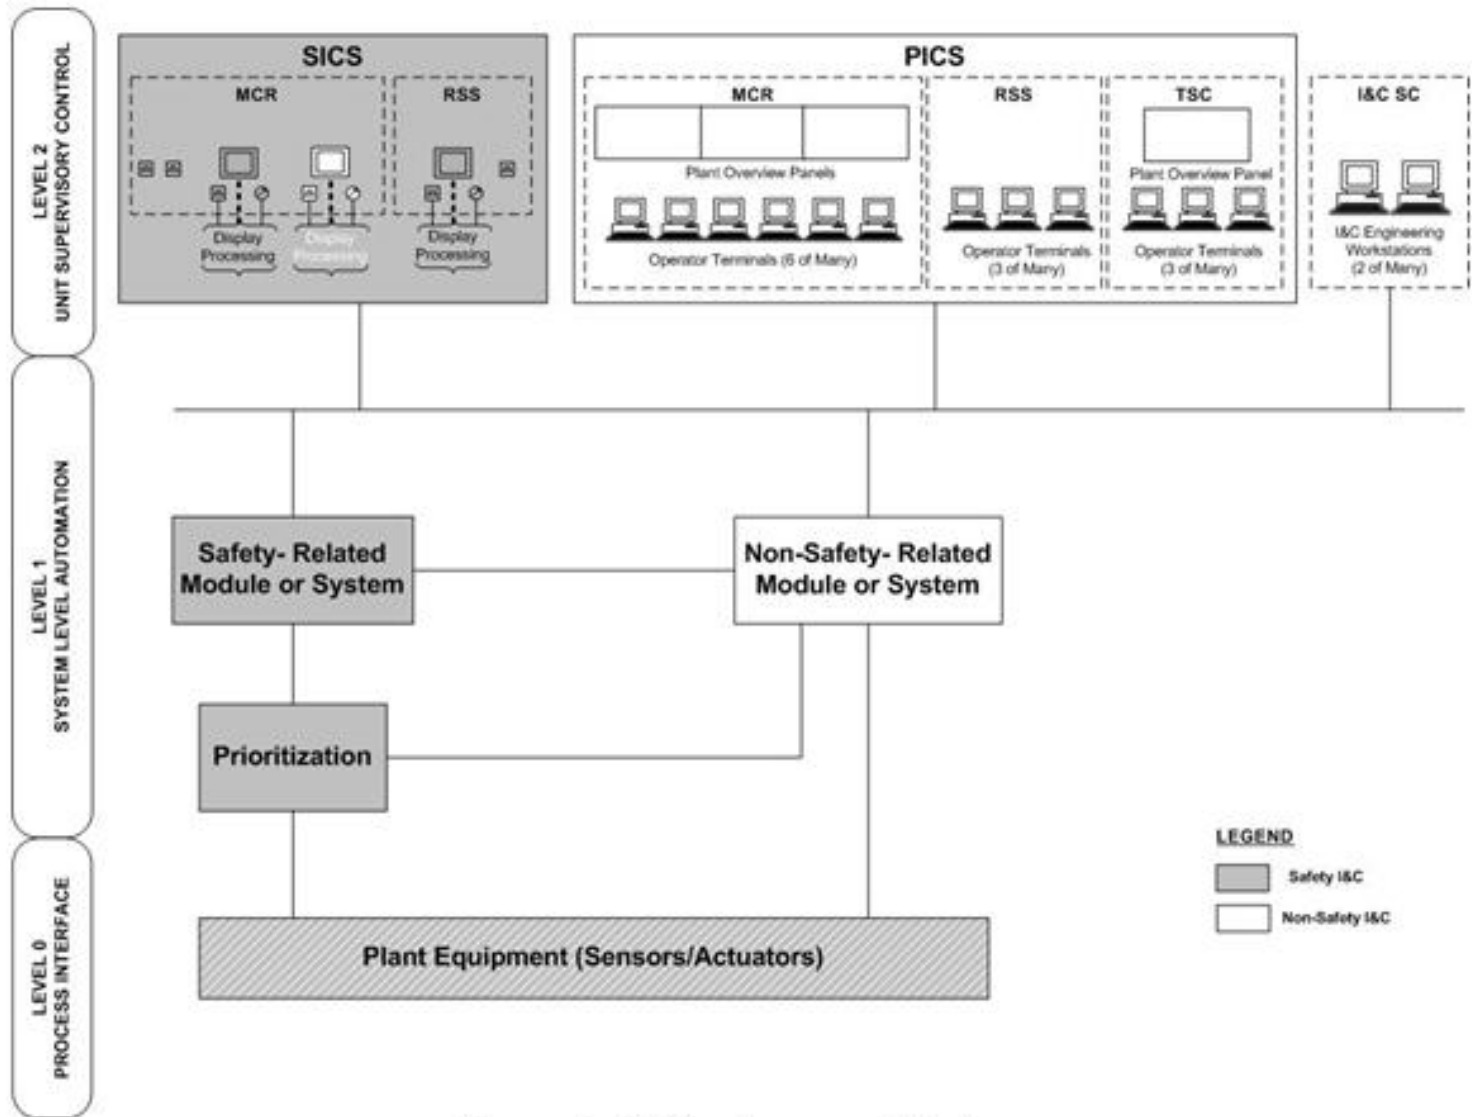 LEVEL 2
UNIT SUPERVISORY CONTROL
SICS
MCR
RSS
Display
Processing
Display
Processing
Display
Processing
PICS
MCR
Plant Overview Panels
Operator Terminals (6 of Many)
RSS
Operator Terminals
(3 of Many)
TSC
Plant Overview Panel
Operator Terminals
(3 of Many)
I&C SC
I&C Engineering
Workstations
(2 of Many)
LEVEL 1
SYSTEM LEVEL AUTOMATION
Safety- Related
Module or System
Non-Safety- Related
Module or System
Prioritization
LEVEL 0
PROCESS INTERFACE
Plant Equipment (Sensors/Actuators)
LEGEND
Safety I&C
Non-Safety I&C